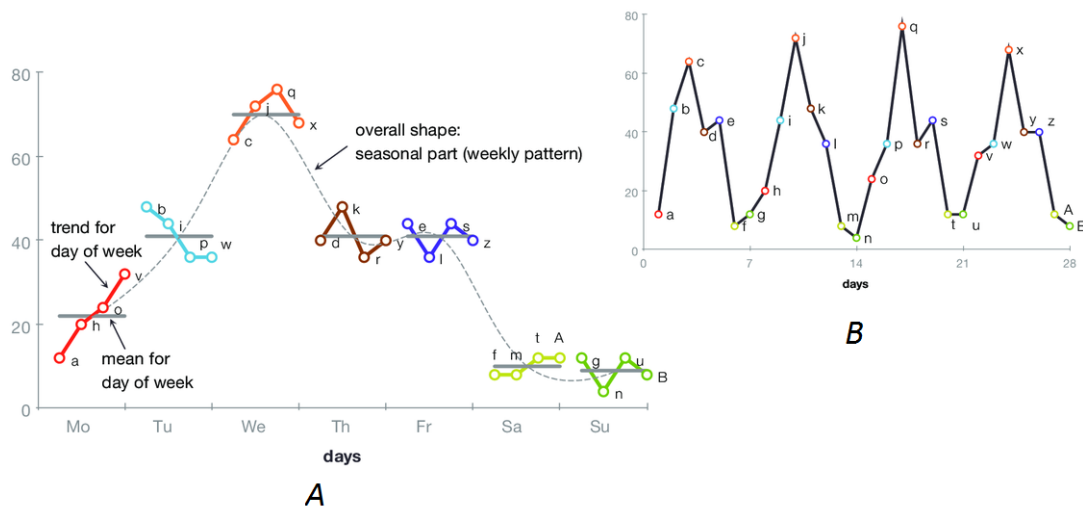 80
60
40
20
0
Mo
Tu
We
Th
Fr
Sa
Su
days
A
trend for
day of week
mean for
day of week
overall shape:
seasonal part (weekly pattern)
a
h
o
v
b
i
p
w
c
j
q
x
d
k
r
y
e
l
s
z
f
m
t
A
g
n
u
B
80
60
40
20
0
0
7
14
21
28
days
B
a
b
c
d
e
f
g
h
i
j
k
l
m
n
o
p
q
r
s
t
u
v
w
x
y
z
A
B